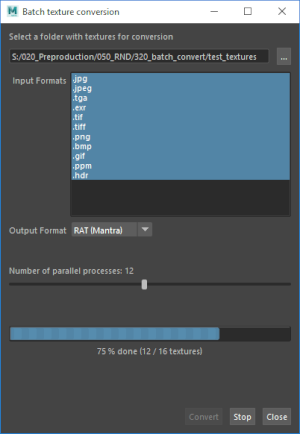 Batch texture conversion
Select a folder with textures for conversion
S:/020_Preproduction/050_RND/320_batch_convert/test_textures
...
Input Formats
.jpg
.jpeg
.tga
.exr
.tif
.tiff
.png
.bmp
.gif
.ppm
.hdr
Output Format RAT (Mantra)
Number of parallel processes: 12
75 % done (12 / 16 textures)
Convert Stop Close